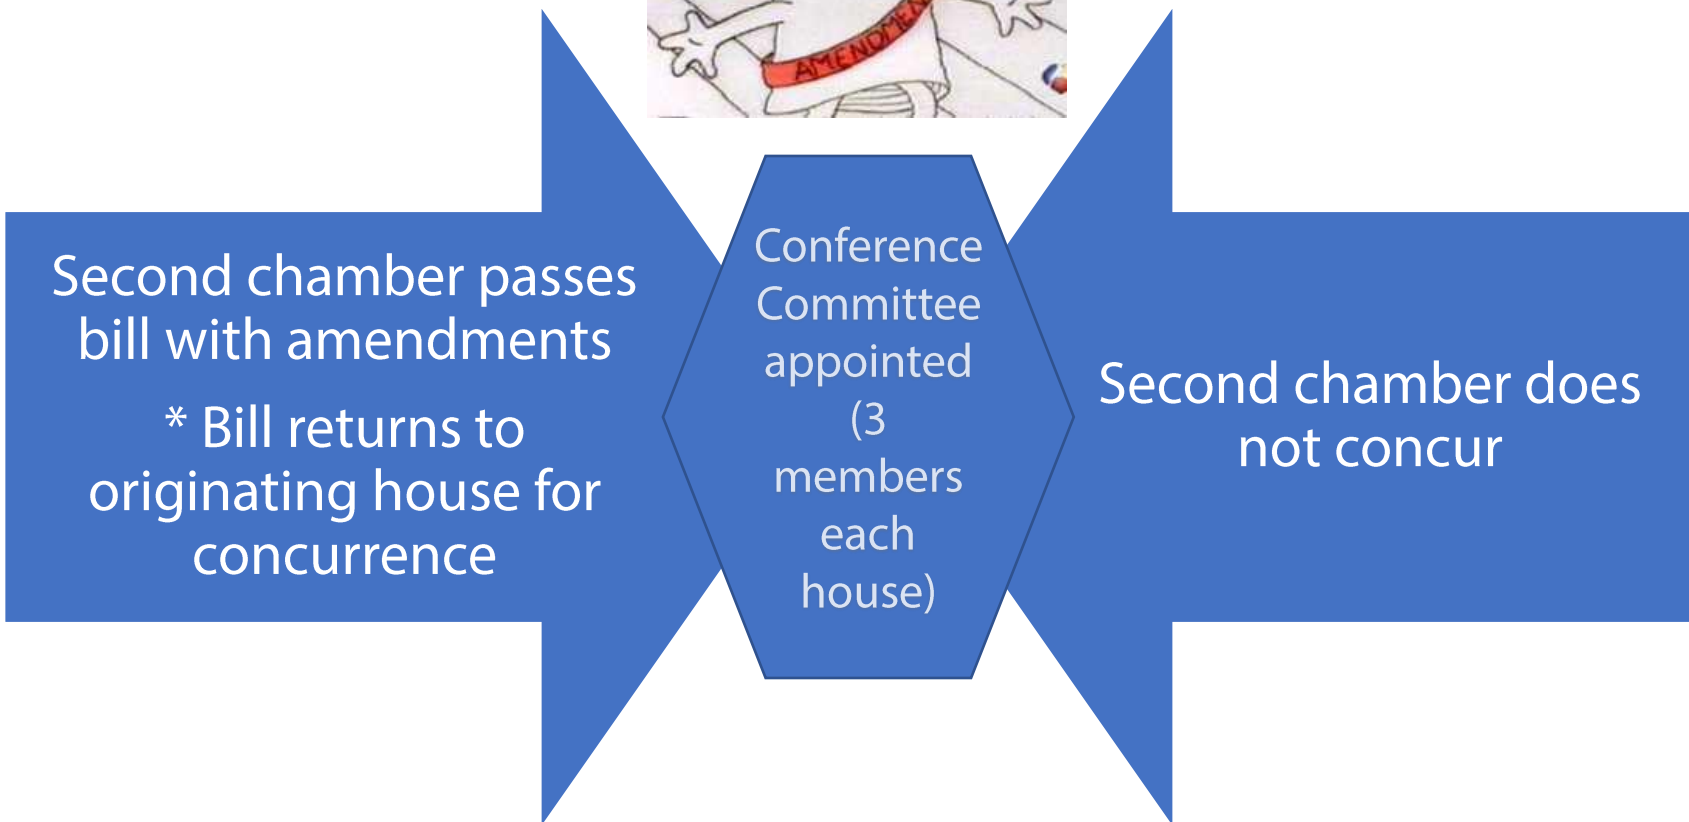 AMENDMEN
Second chamber passes
bill with amendments
* Bill returns to
originating house for
concurrence
Conference
Committee
appointed
(3
members
each
house)
Second chamber does
not concur